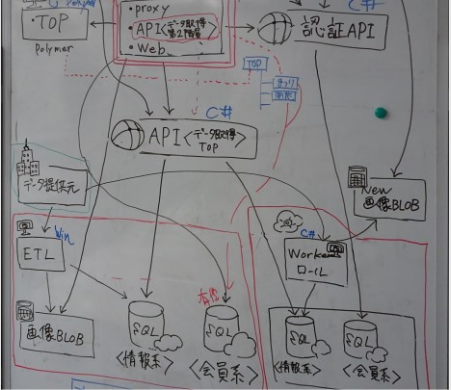 ・proxy
C#
・TOP
・API<データ取得
第2階層>
認証API
Polymer
・Web
TOP
C#
API<データ取得>
TOP
データ提供元
New
画像BLOB
Win
C#
ETL
Worker
ロール
画像BLOB
有償
SQL
SQL
SQL
SQL
<情報系>
<会員系>
<情報系>
<会員系>